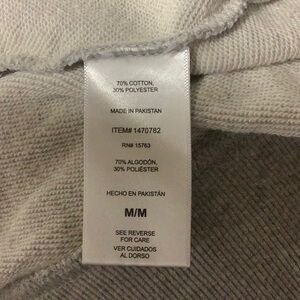 70% COTTON,
30% POLYESTER
MADE IN PAKISTAN
ITEM# 1470782
RN# 15763
70% ALGODÓN,
30% POLIÉSTER
HECHO EN PAKISTÁN
M/M
SEE REVERSE
FOR CARE
VER CUIDADOS
AL DORSO